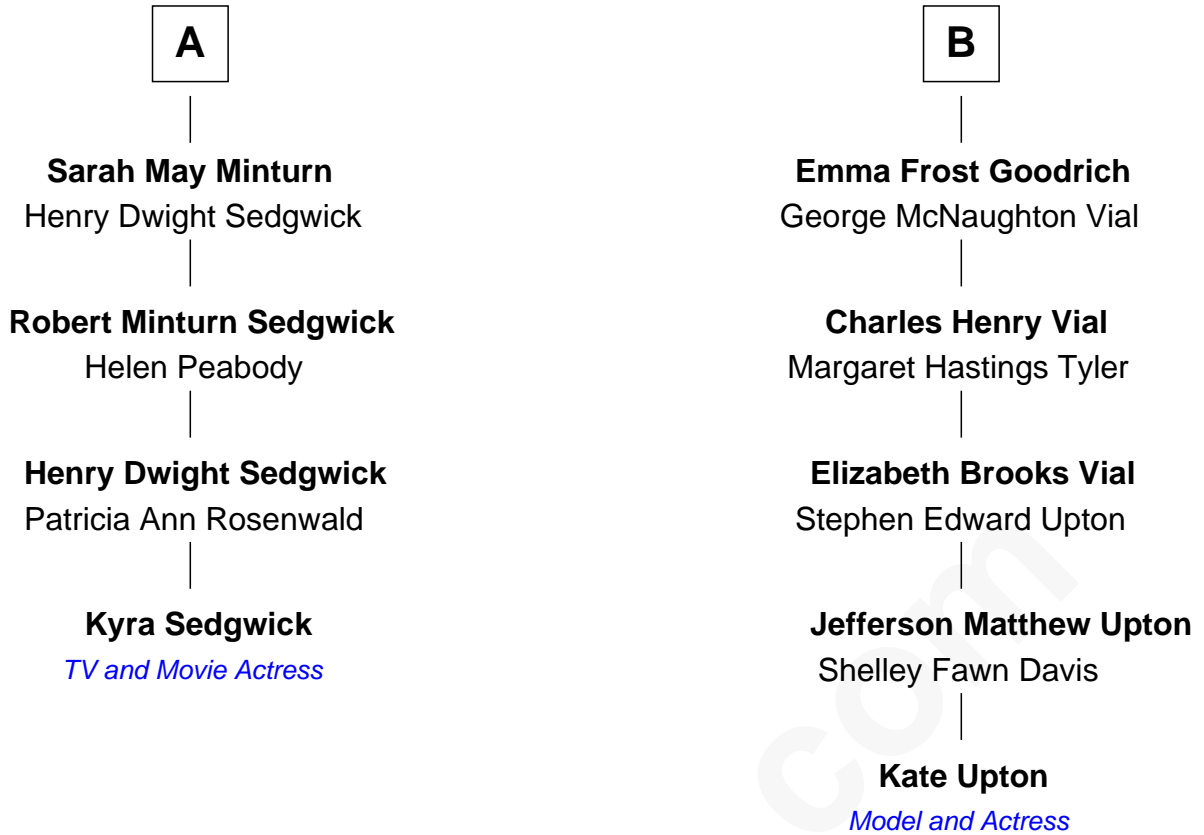 A
Sarah May Minturn
Henry Dwight Sedgwick
Robert Minturn Sedgwick
Helen Peabody
Henry Dwight Sedgwick
Patricia Ann Rosenwald
Kyra Sedgwick
TV and Movie Actress
B
Emma Frost Goodrich
George McNaughton Vial
Charles Henry Vial
Margaret Hastings Tyler
Elizabeth Brooks Vial
Stephen Edward Upton
Jefferson Matthew Upton
Shelley Fawn Davis
Kate Upton
Model and Actress
com